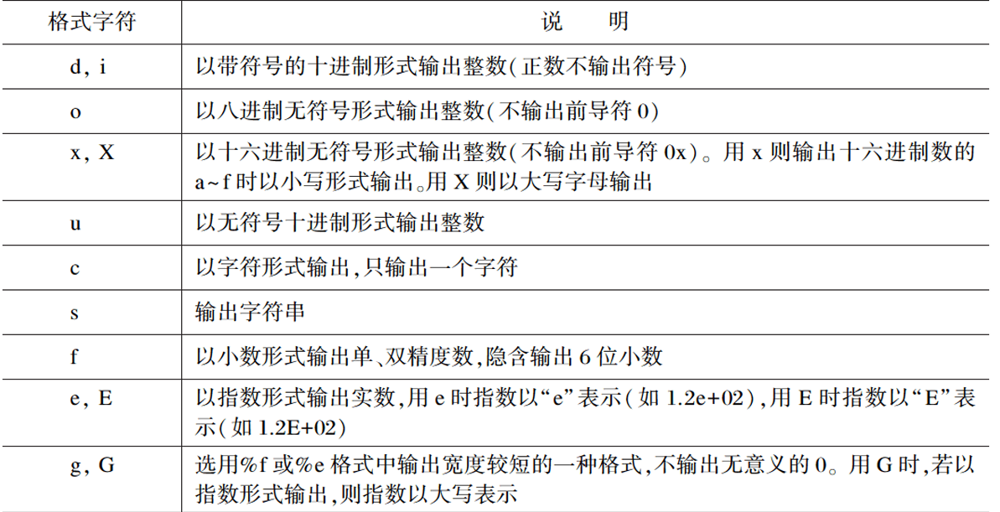 格式字符 说 明
d, i 以带符号的十进制形式输出整数(正数不输出符号)
o 以八进制无符号形式输出整数(不输出前导符 0)
x, X 以十六进制无符号形式输出整数(不输出前导符 0x)。用 x 则输出十六进制数的
a~f 时以小写形式输出。用 X 则以大写字母输出
u 以无符号十进制形式输出整数
c 以字符形式输出,只输出一个字符
s 输出字符串
f 以小数形式输出单、双精度数,隐含输出 6 位小数
e, E 以指数形式输出实数,用 e 时指数以“e”表示(如 1.2e+02),用 E 时指数以“E”表
示(如 1.2E+02)
g, G 选用%f 或%e 格式中输出宽度较短的一种格式,不输出无意义的 0。用 G 时,若以
指数形式输出,则指数以大写表示